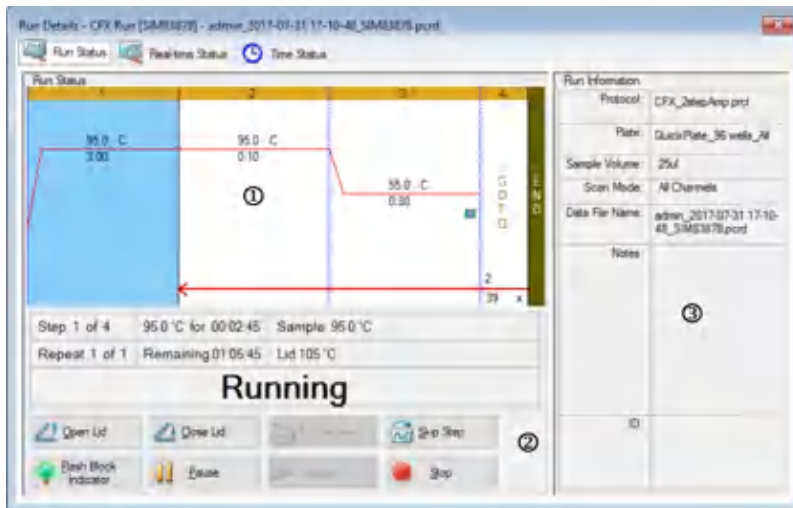 Run Details - CFX Run [SIM83878] - admin_2017-07-31 17-10-48_SIM83878.pcrd
Run Status Real-time Status Time Status
Run Status
1 2 3 4
95.0 C 95.0 C
3:00 0:10
①
55.0 C
0:30
G O T O
E N D
2
39 x
Step 1 of 4 95.0 °C for 00:02:45 Sample 95.0 °C
Repeat 1 of 1 Remaining 01:05:45 Lid 105 °C
Running
Open Lid Close Lid Skip Step
②
Flash Block Indicator Pause Stop
Run Information
Protocol: CFX_2stepAmp.prcl
Plate: QuickPlate_96 wells_All
Sample Volume: 25ul
Scan Mode: All Channels
Data File Name: admin_2017-07-31 17-10-
48_SIM83878.pcrd
Notes
③
ID